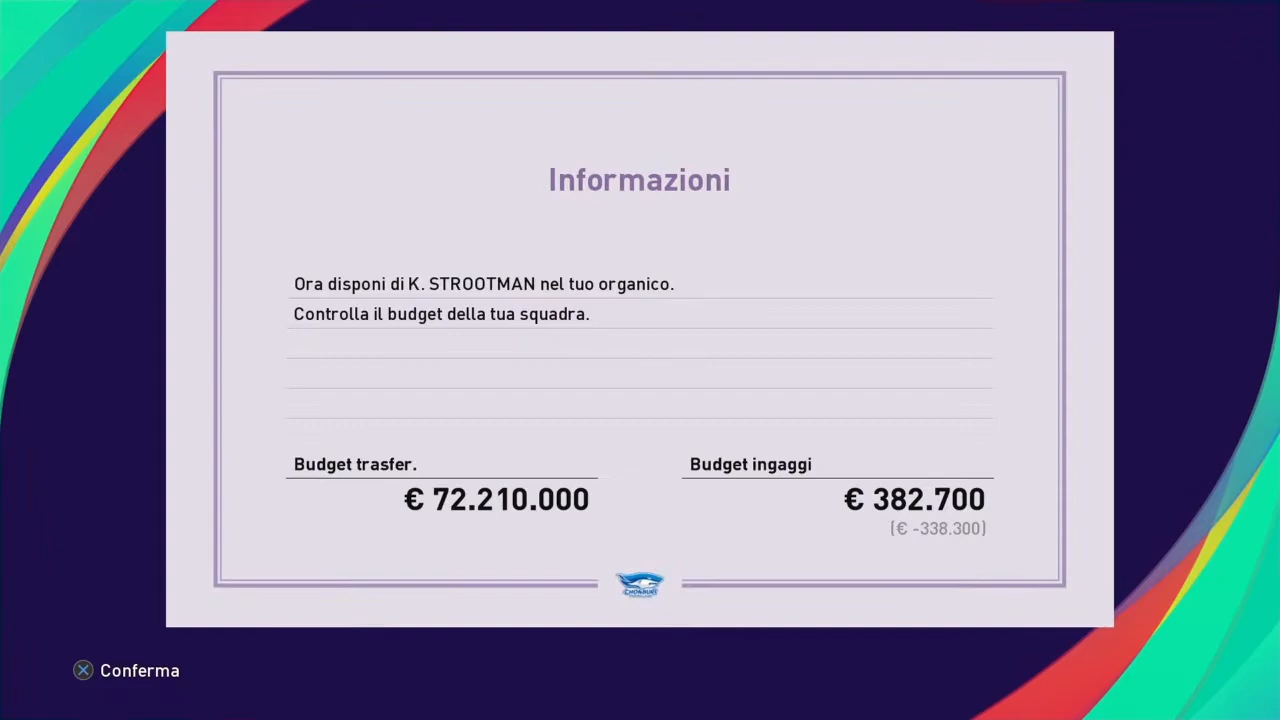 Informazioni
Ora disponi di K. STROOTMAN nel tuo organico.
Controlla il budget della tua squadra.
Budget trasfer.
Budget ingaggi
€ 72.210.000
€ 382.700
(€ -338.300)
CHONBURI
Conferma